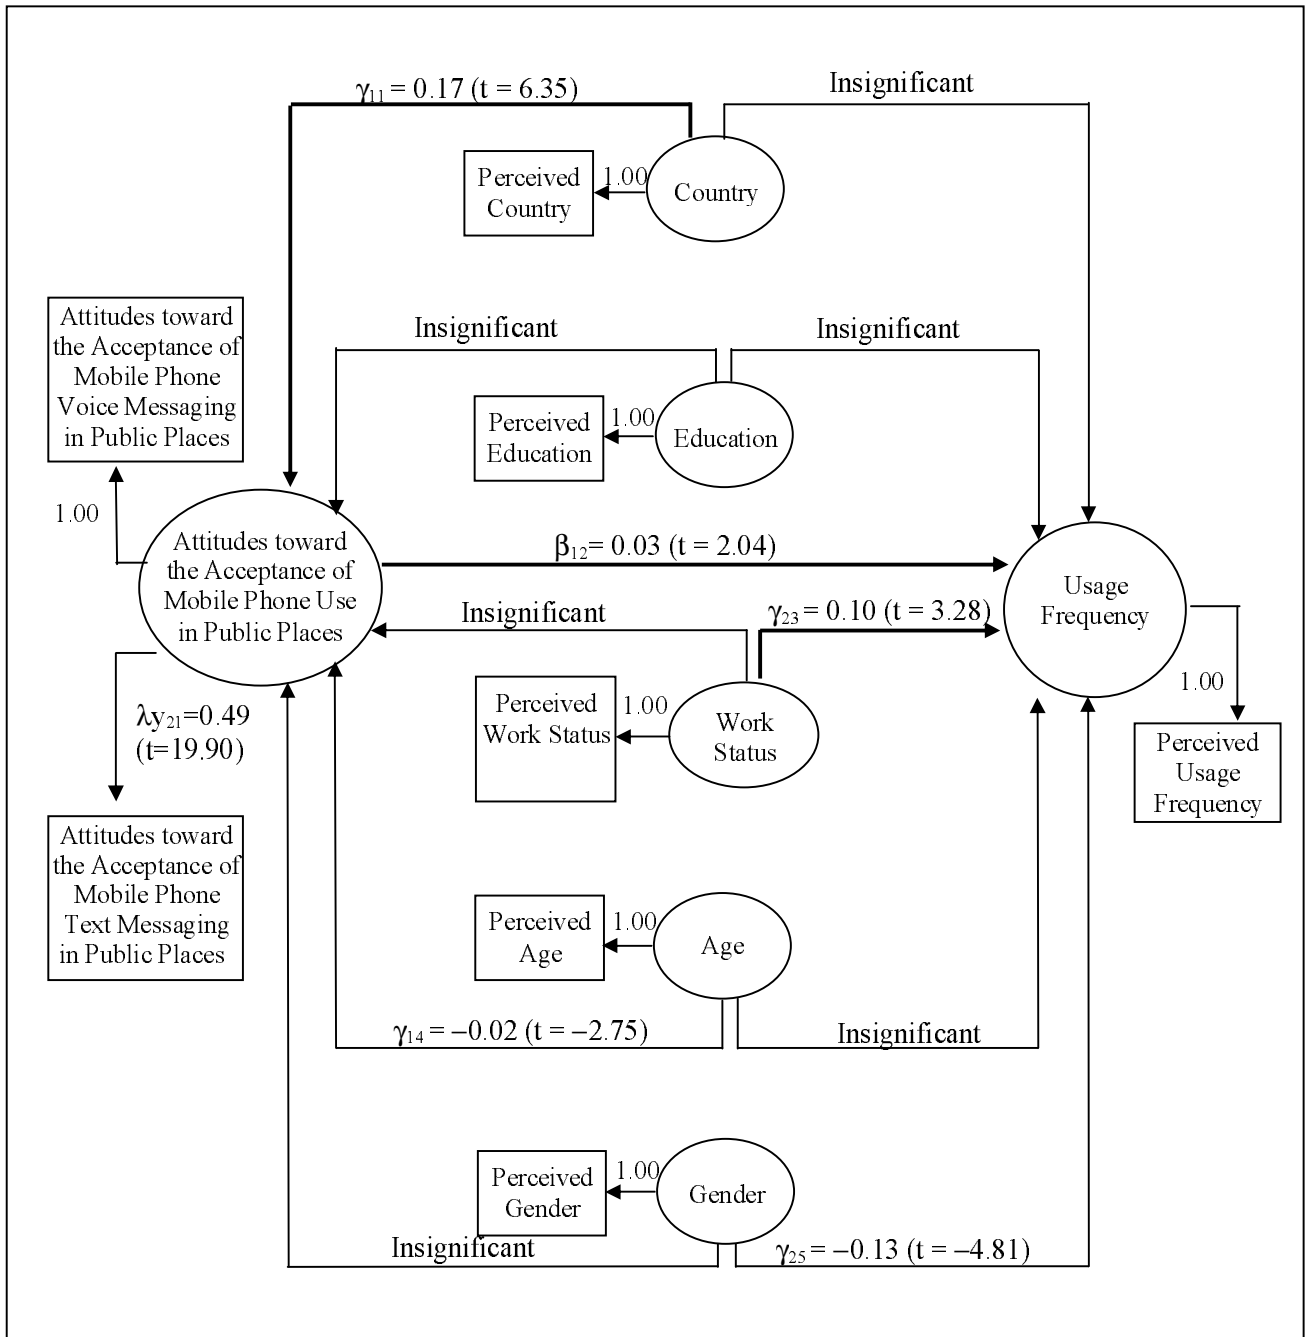 γ11 = 0.17 (t = 6.35)
Insignificant
Perceived
Country
1.00
Country
Attitudes toward
the Acceptance of
Mobile Phone
Voice Messaging
in Public Places
Insignificant
Insignificant
Perceived
Education
1.00
Education
1.00
Attitudes toward
the Acceptance of
Mobile Phone Use
in Public Places
β12= 0.03 (t = 2.04)
Usage
Frequency
Insignificant
γ23 = 0.10 (t = 3.28)
Perceived
Work Status
1.00
Work
Status
1.00
λy21=0.49
(t=19.90)
Perceived
Usage
Frequency
Attitudes toward
the Acceptance of
Mobile Phone
Text Messaging
in Public Places
Perceived
Age
1.00
Age
γ14 = –0.02 (t = –2.75)
Insignificant
Perceived
Gender
1.00
Gender
Insignificant
γ25 = –0.13 (t = –4.81)